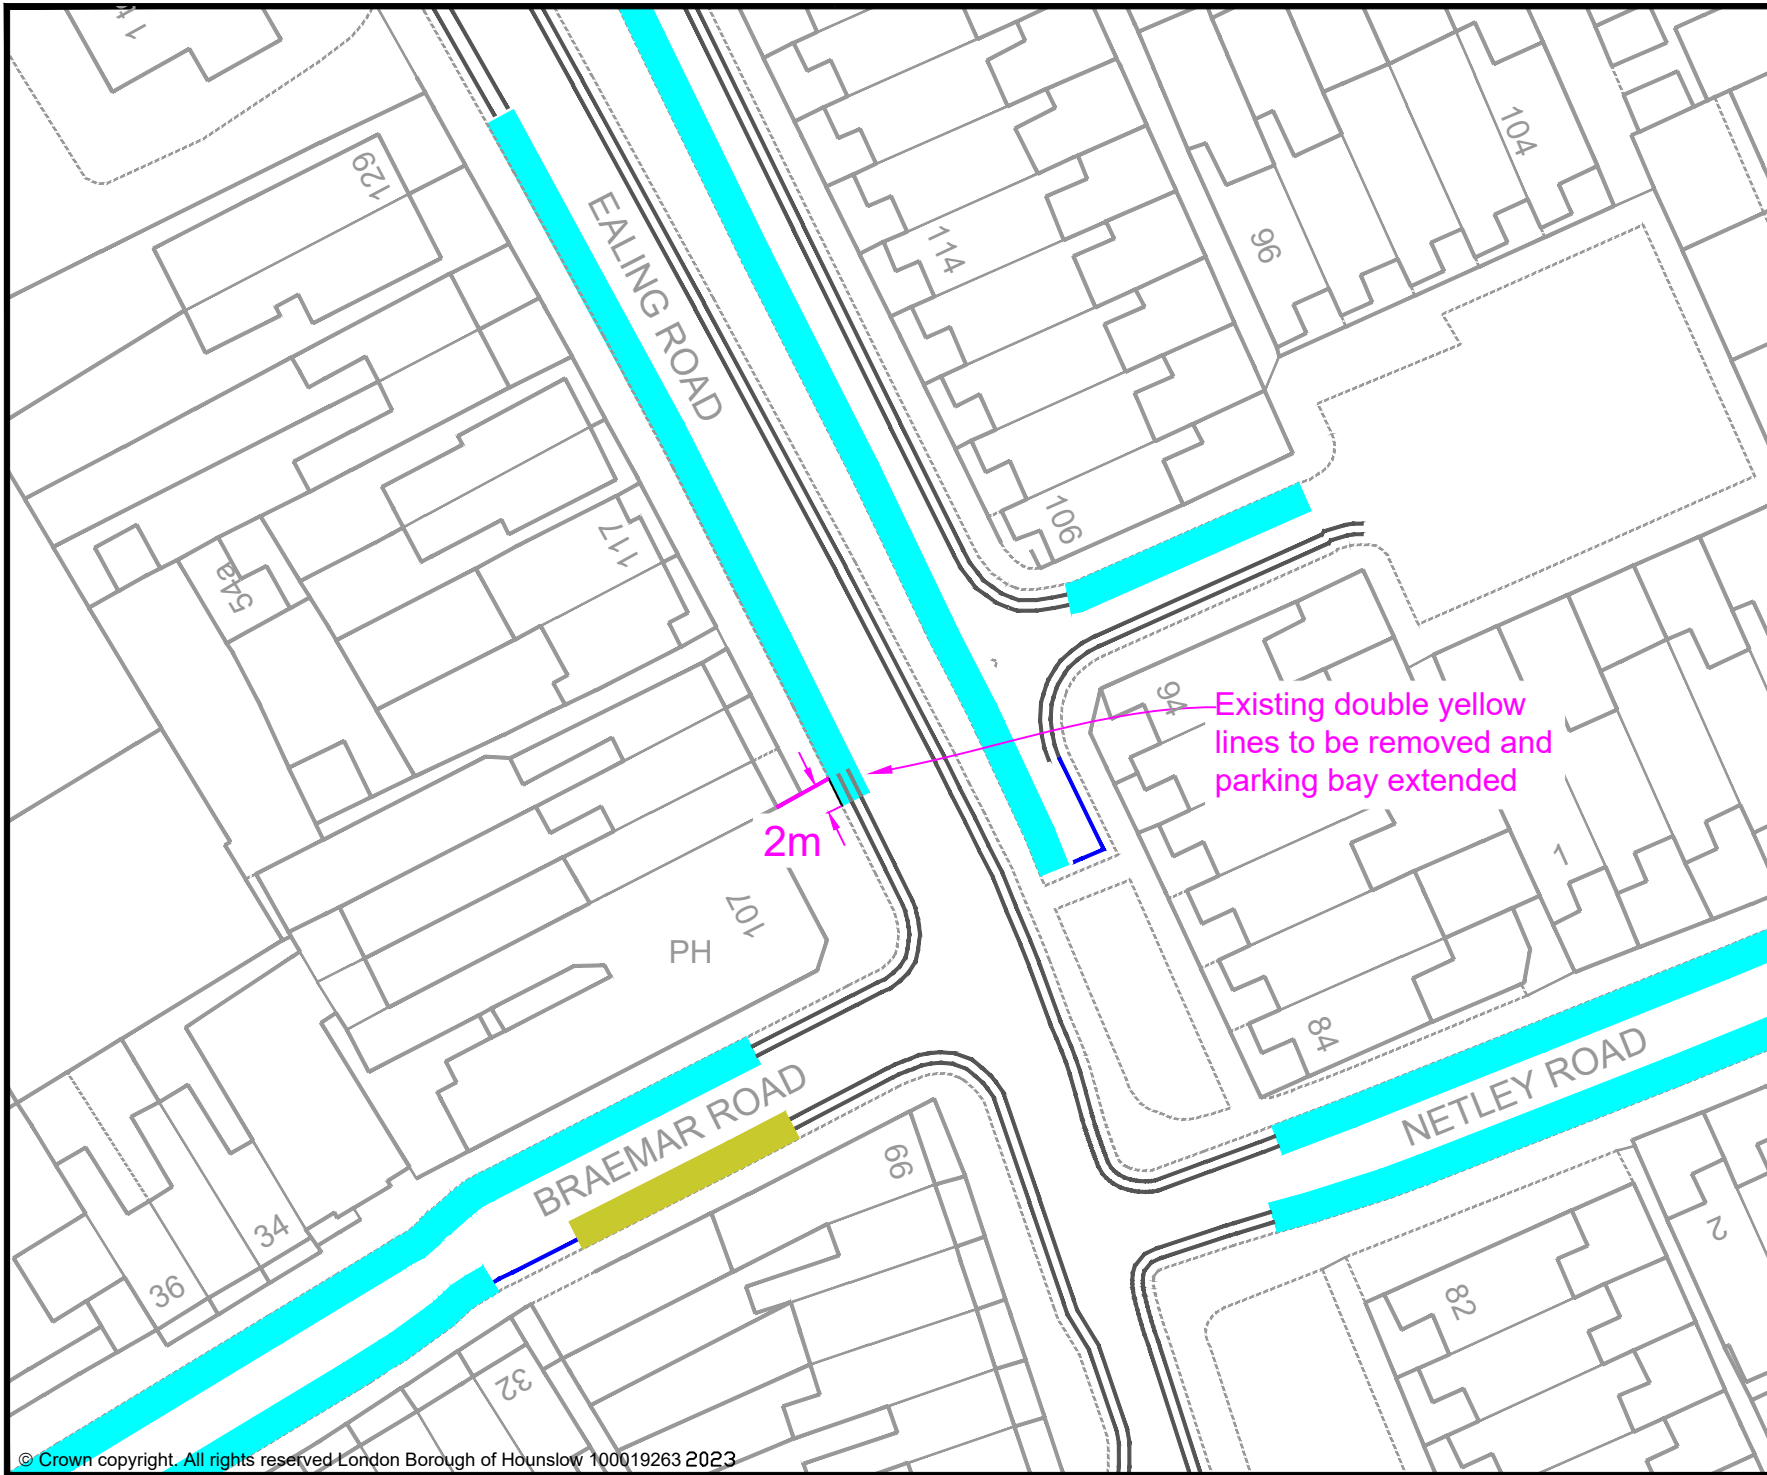 129
EALING ROAD
114
96
104
106
117
54a
94
Existing double yellow
lines to be removed and
parking bay extended
2m
107
PH
1
84
NETLEY ROAD
BRAEMAR ROAD
66
34
36
32
82
2
© Crown copyright. All rights reserved London Borough of Hounslow 100019263 2023